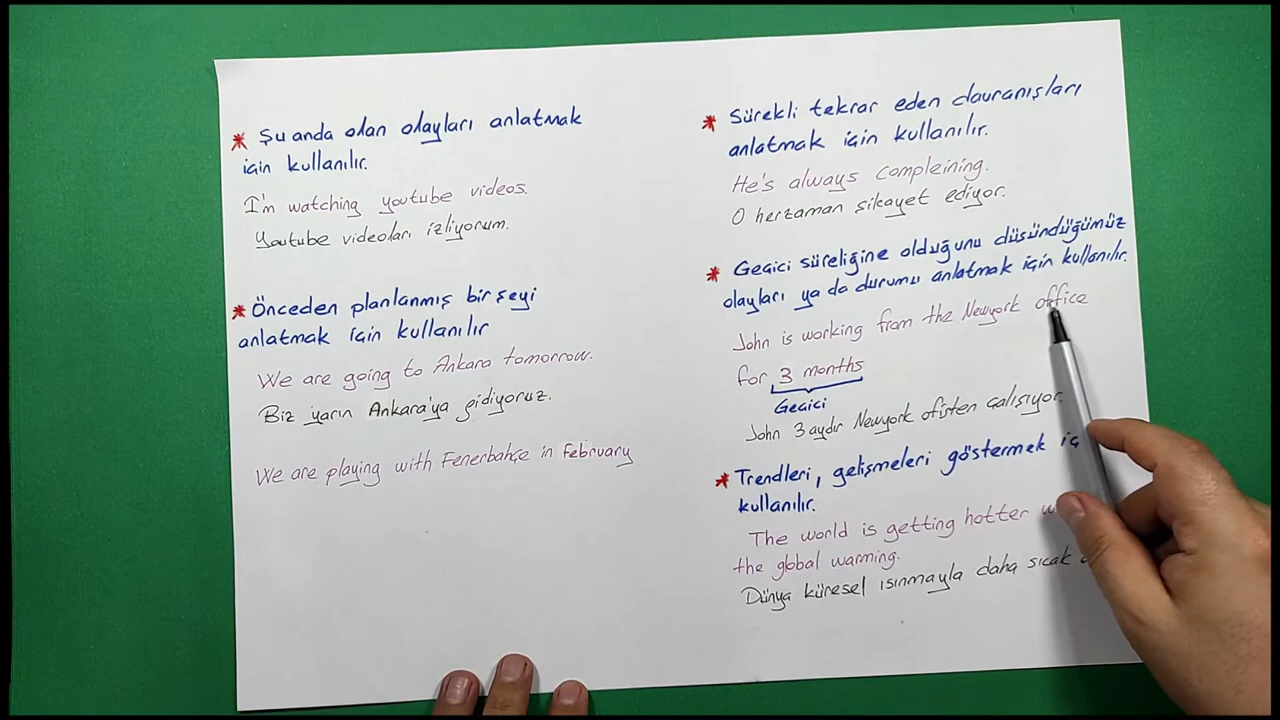 * Şu anda olan olayları anlatmak
için kullanılır.
I'm watching youtube videos.
Youtube videoları izliyorum.
* Önceden planlanmış bir şeyi
anlatmak için kullanılır
We are going to Ankara tomorrow.
Biz yarın Ankara'ya gidiyoruz.
We are playing with Fenerbahçe in February
* Sürekli tekrar eden davranışları
anlatmak için kullanılır.
He's always compleining.
O herzaman şikayet ediyor.
* Geçici süreliğine olduğunu düşündüğümüz
olayları ya da durumu anlatmak için kullanılır.
John is working from the Newyork office
for 3 months
Geçici
John 3 aydır Newyork ofisten çalışıyor.
* Trendleri, gelişmeleri göstermek
kullanılır.
The world is getting hotter
the global warming.
Dünya küresel ısınmayla daha sıcak